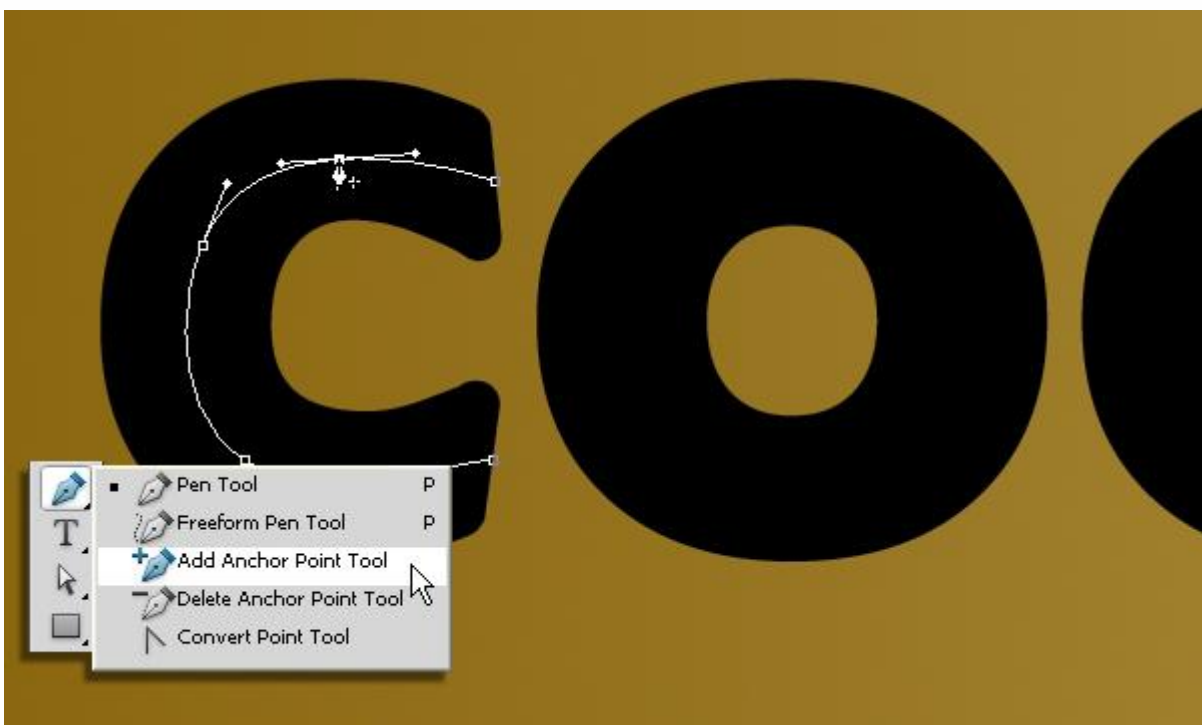 COO
Pen Tool P
Freeform Pen Tool P
Add Anchor Point Tool
T
Delete Anchor Point Tool
Convert Point Tool